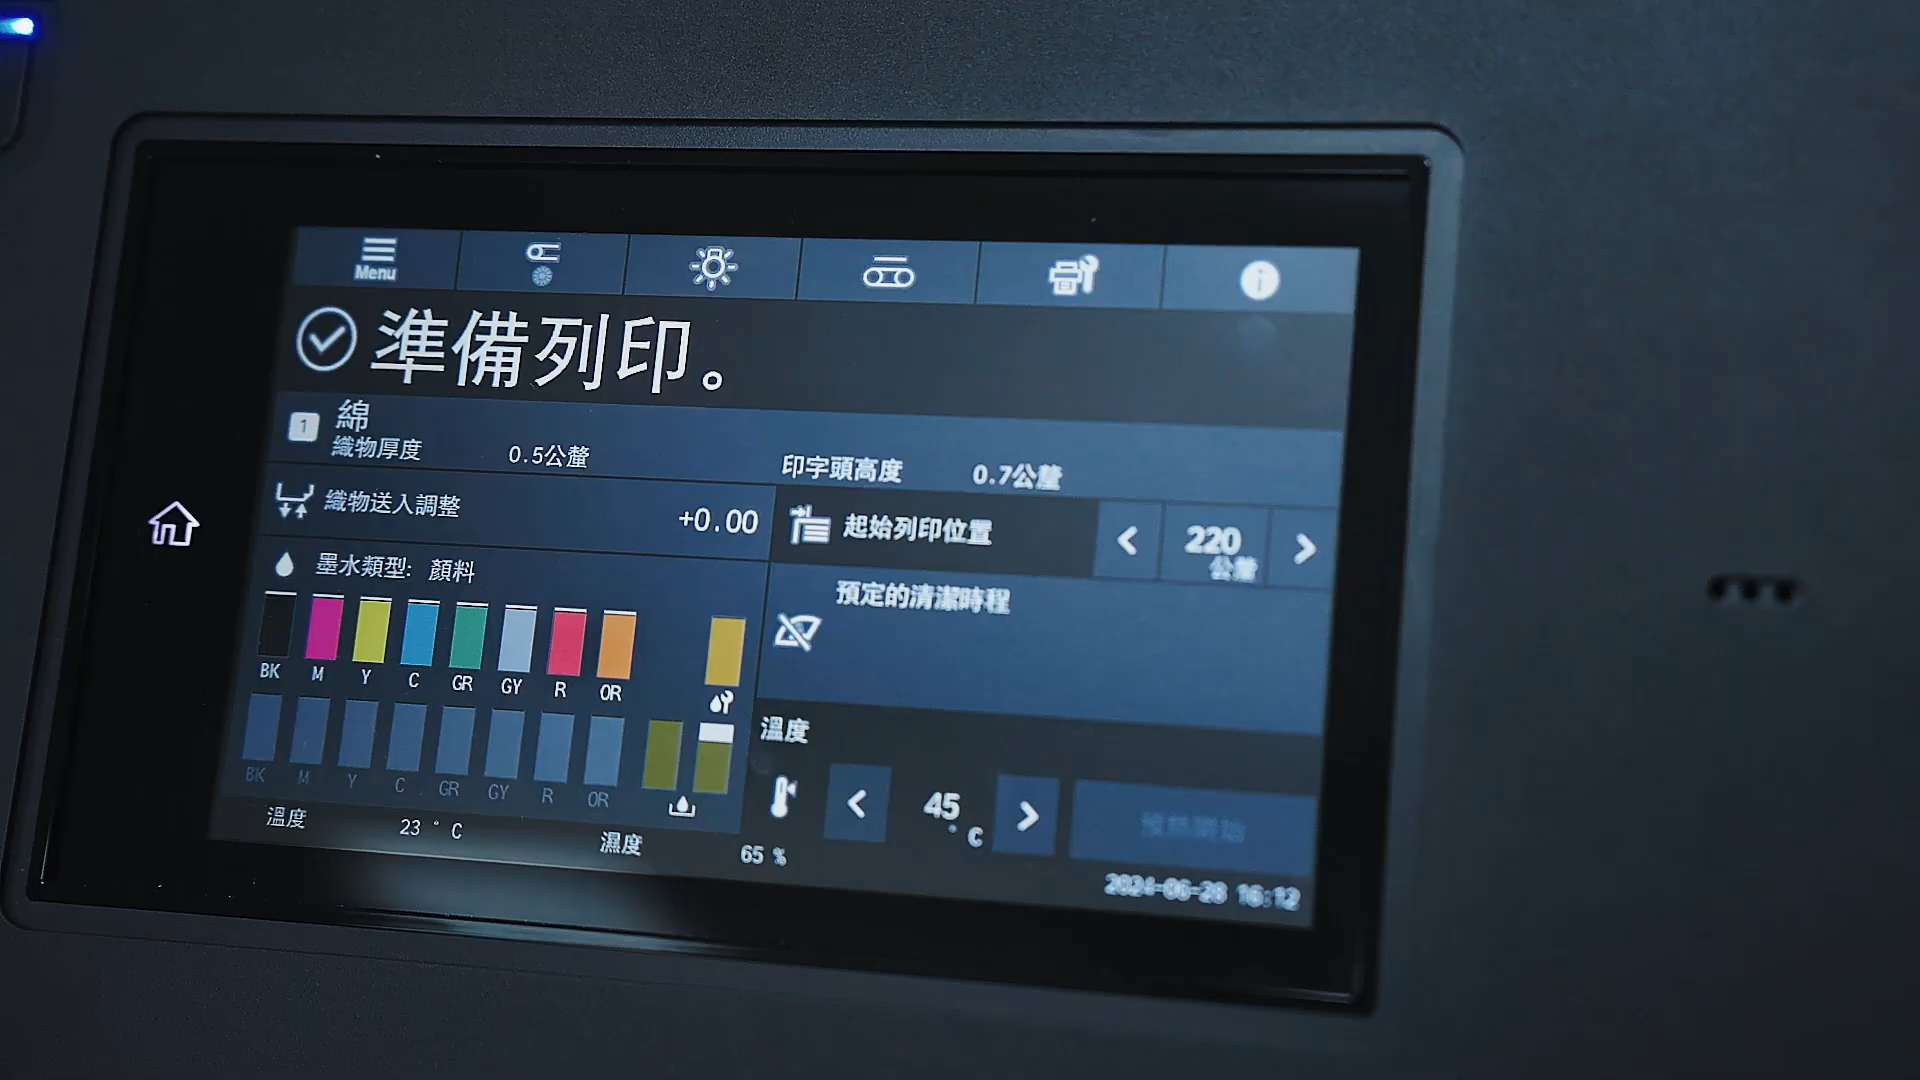 Menu
準備列印。
1 綿
織物厚度 0.5公釐 印字頭高度 0.7公釐
織物送入調整 +0.00 起始列印位置 220 公釐
墨水類型: 顏料 預定的清潔時程
BK M Y C GR GY R OR
BK M Y C GR GY R OR
溫度
45 °C
溫度 23 °C 濕度 65 %
2024-06-28 16:12